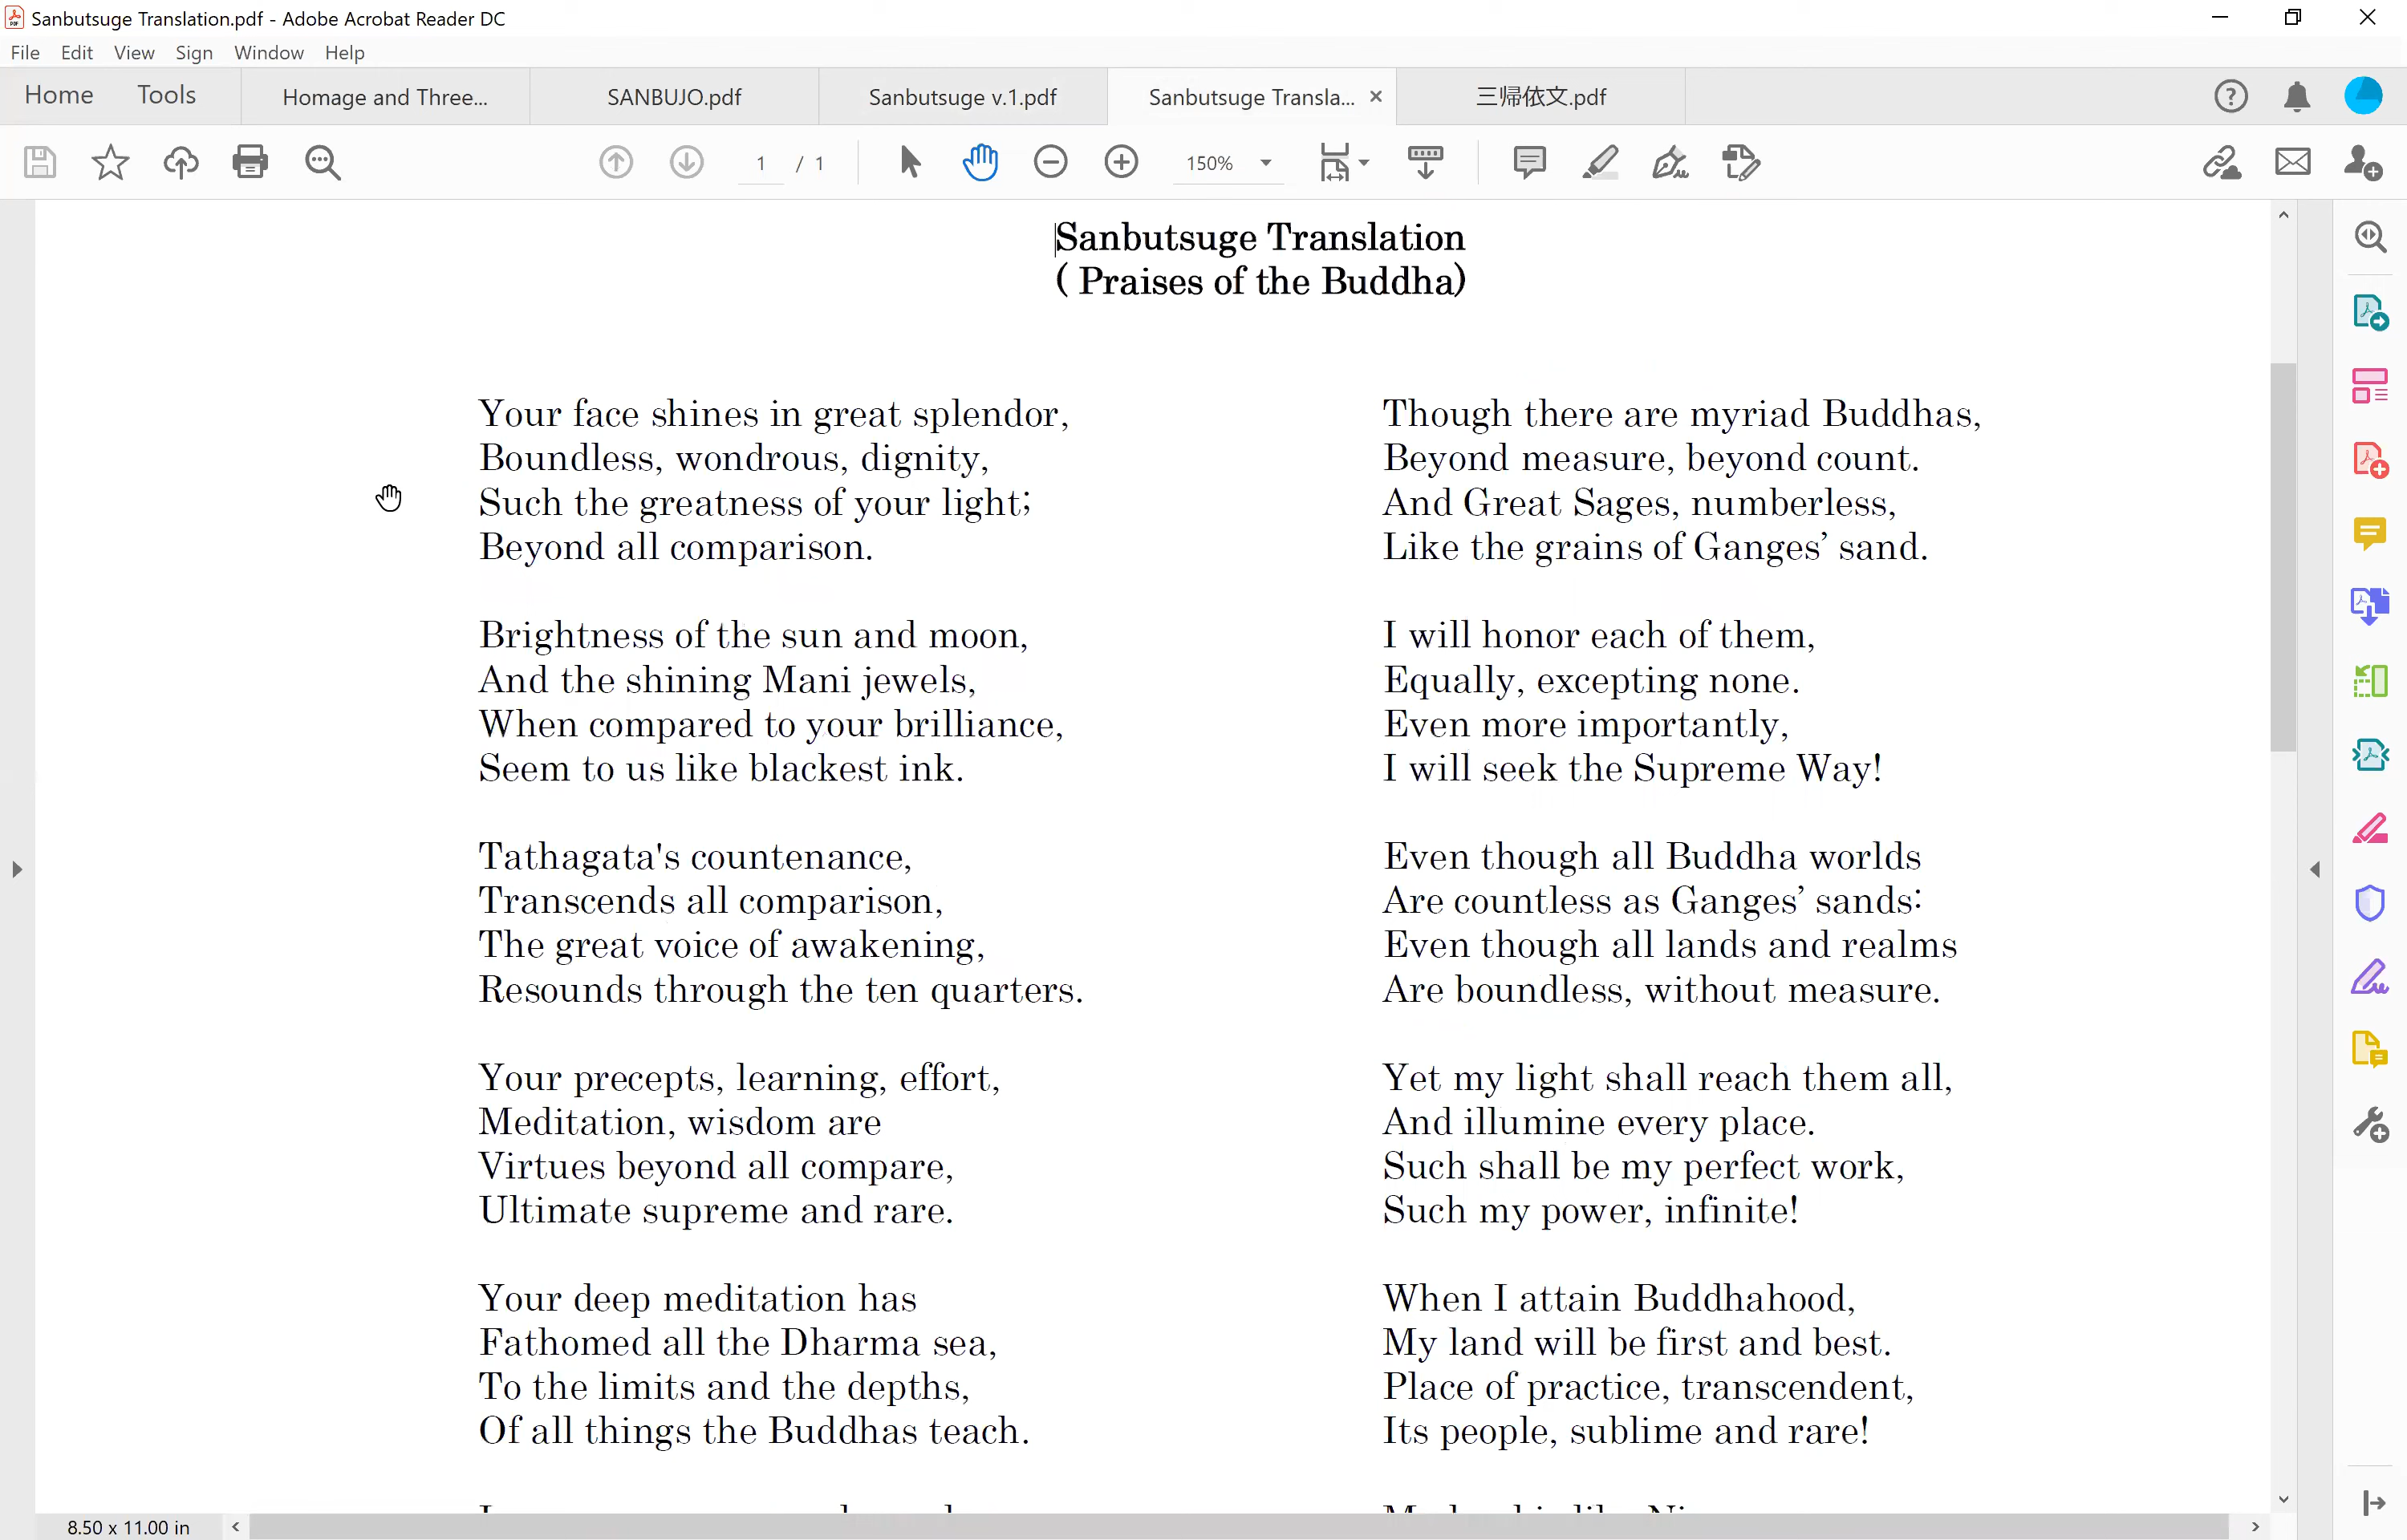 Sanbutsuge Translation.pdf - Adobe Acrobat Reader DC
File Edit View Sign Window Help
Home Tools Homage and Three... SANBUJO.pdf Sanbutsuge v.1.pdf Sanbutsuge Transla... 三帰依文.pdf
1 / 1 150%
Sanbutsuge Translation
( Praises of the Buddha)
Your face shines in great splendor,
Boundless, wondrous, dignity,
Such the greatness of your light;
Beyond all comparison.
Brightness of the sun and moon,
And the shining Mani jewels,
When compared to your brilliance,
Seem to us like blackest ink.
Tathagata's countenance,
Transcends all comparison,
The great voice of awakening,
Resounds through the ten quarters.
Your precepts, learning, effort,
Meditation, wisdom are
Virtues beyond all compare,
Ultimate supreme and rare.
Your deep meditation has
Fathomed all the Dharma sea,
To the limits and the depths,
Of all things the Buddhas teach.
Though there are myriad Buddhas,
Beyond measure, beyond count.
And Great Sages, numberless,
Like the grains of Ganges’ sand.
I will honor each of them,
Equally, excepting none.
Even more importantly,
I will seek the Supreme Way!
Even though all Buddha worlds
Are countless as Ganges’ sands:
Even though all lands and realms
Are boundless, without measure.
Yet my light shall reach them all,
And illumine every place.
Such shall be my perfect work,
Such my power, infinite!
When I attain Buddhahood,
My land will be first and best.
Place of practice, transcendent,
Its people, sublime and rare!
8.50 x 11.00 in